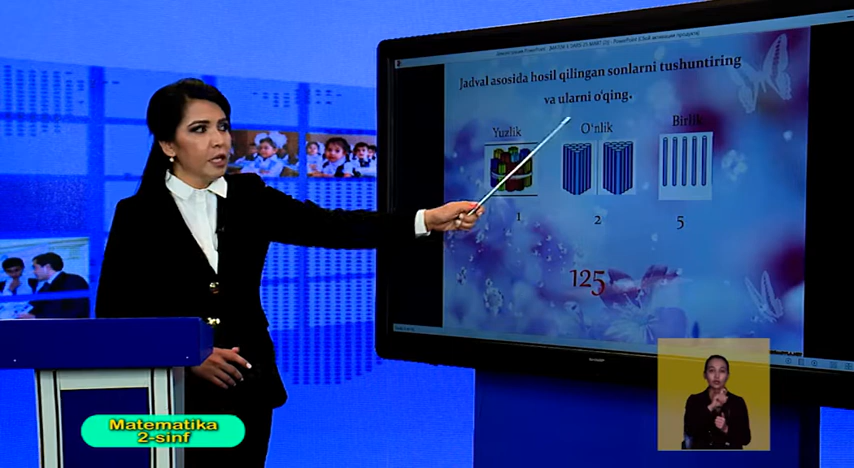 Jadval asosida hosil qilingan sonlarni tushuntiring
va ularni o'qing.
Yuzlik O'nlik Birlik
1 2 5
125
Matematika
2-sinf